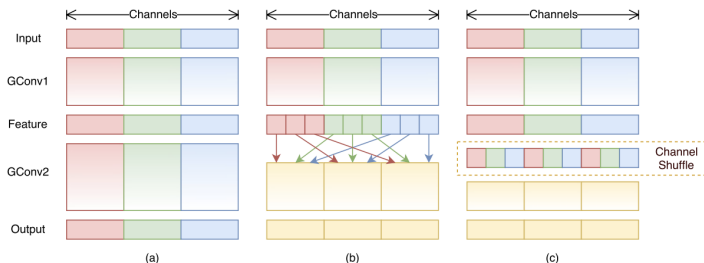 Channels Channels Channels
Input
GConv1
Feature
Channel
Shuffle
GConv2
Output
(a) (b) (c)